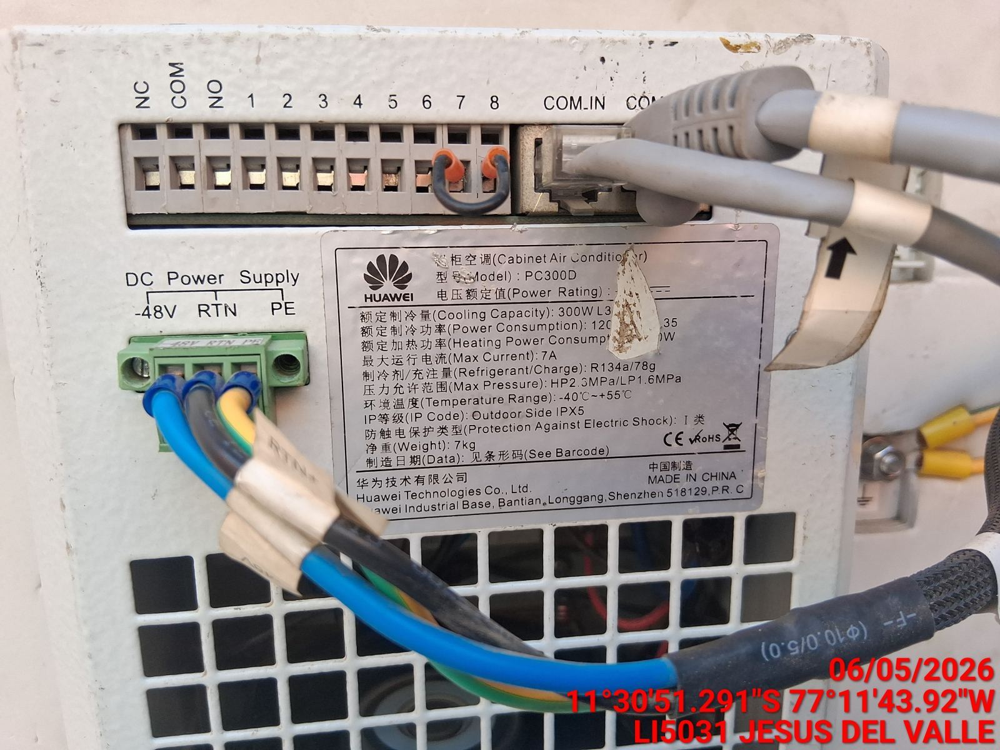 NC COM NO 1 2 3 4 5 6 7 8 COM_IN
DC Power Supply
-48V RTN PE
-48V RTN PE
HUAWEI
柜空调(Cabinet Air Conditioner)
型号(Model) : PC300D
电压额定值(Power Rating) :
额定制冷量(Cooling Capacity): 300W
额定制冷功率(Power Consumption):
额定加热功率(Heating Power
最大运行电流(Max Current): 7A
制冷剂/充注量(Refrigerant/Charge): R134a/78g
压力允许范围(Max Pressure): HP2.3MPa/LP1.6MPa
环境温度(Temperature Range): -40℃~+55℃
IP等级(IP Code): Outdoor Side IPX5
防触电保护类型(Protection Against Electric Shock): I 类
净重(Weight): 7kg
制造日期(Data): 见条形码(See Barcode)
CE RoHS
华为技术有限公司
中国制造
Huawei Technologies Co., Ltd.
MADE IN CHINA
Industrial Base, Bantian, Longgang, Shenzhen 518129, P.R. C
RTN
-F- (Φ10.0/5.0)
06/05/2026
11°30'51.291"S 77°11'43.92"W
LI5031 JESUS DEL VALLE